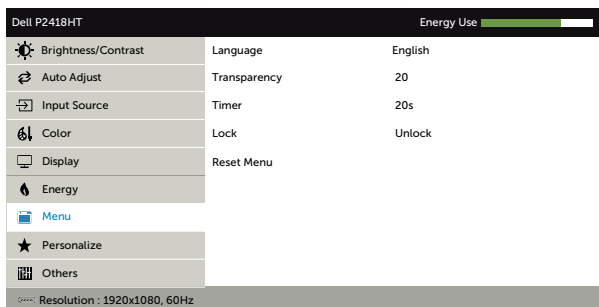 Dell P2418HT Energy Use
Brightness/Contrast Language English
Auto Adjust Transparency 20
Input Source Timer 20s
Color Lock Unlock
Display Reset Menu
Energy
Menu
Personalize
Others
Resolution : 1920x1080, 60Hz